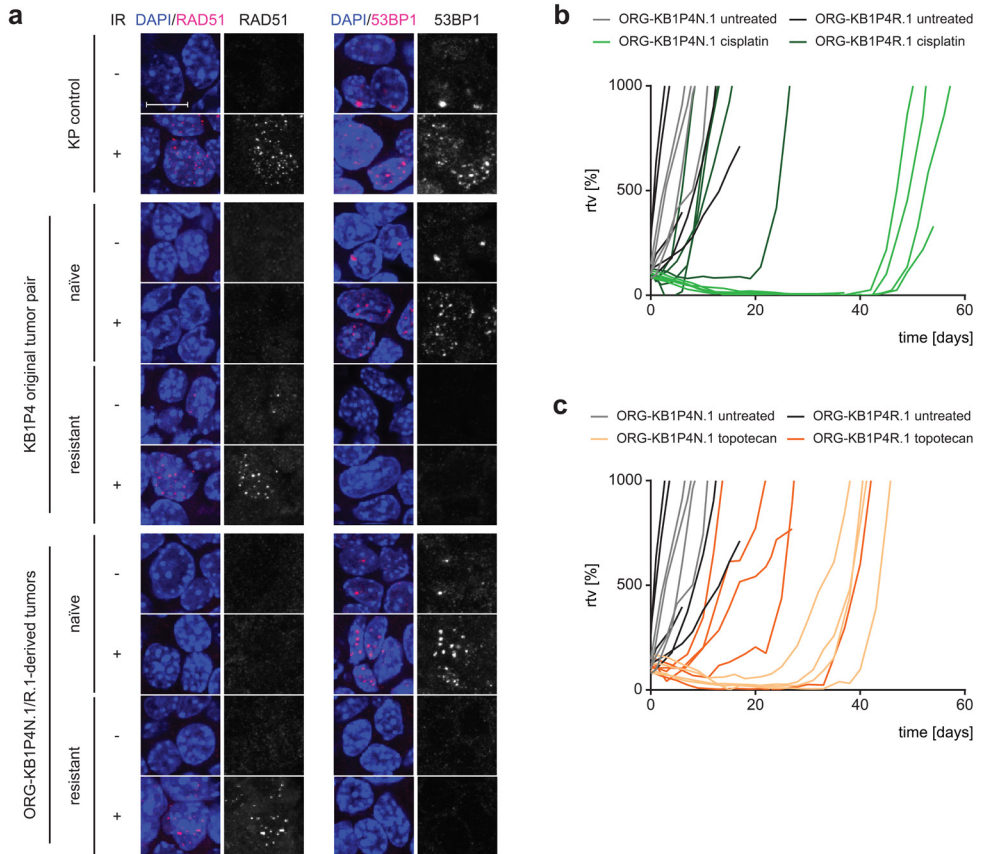 a
IR DAPI/RAD51 RAD51 DAPI/53BP1 53BP1
KP control
-
+
KB1P4 original tumor pair
naïve
-
+
resistant
-
+
ORG-KB1P4N.1/R.1-derived tumors
naïve
-
+
resistant
-
+
b
ORG-KB1P4N.1 untreated ORG-KB1P4R.1 untreated
ORG-KB1P4N.1 cisplatin ORG-KB1P4R.1 cisplatin
1000
500
0
rtv [%]
0 20 40 60
time [days]
c
ORG-KB1P4N.1 untreated ORG-KB1P4R.1 untreated
ORG-KB1P4N.1 topotecan ORG-KB1P4R.1 topotecan
1000
500
0
rtv [%]
0 20 40 60
time [days]